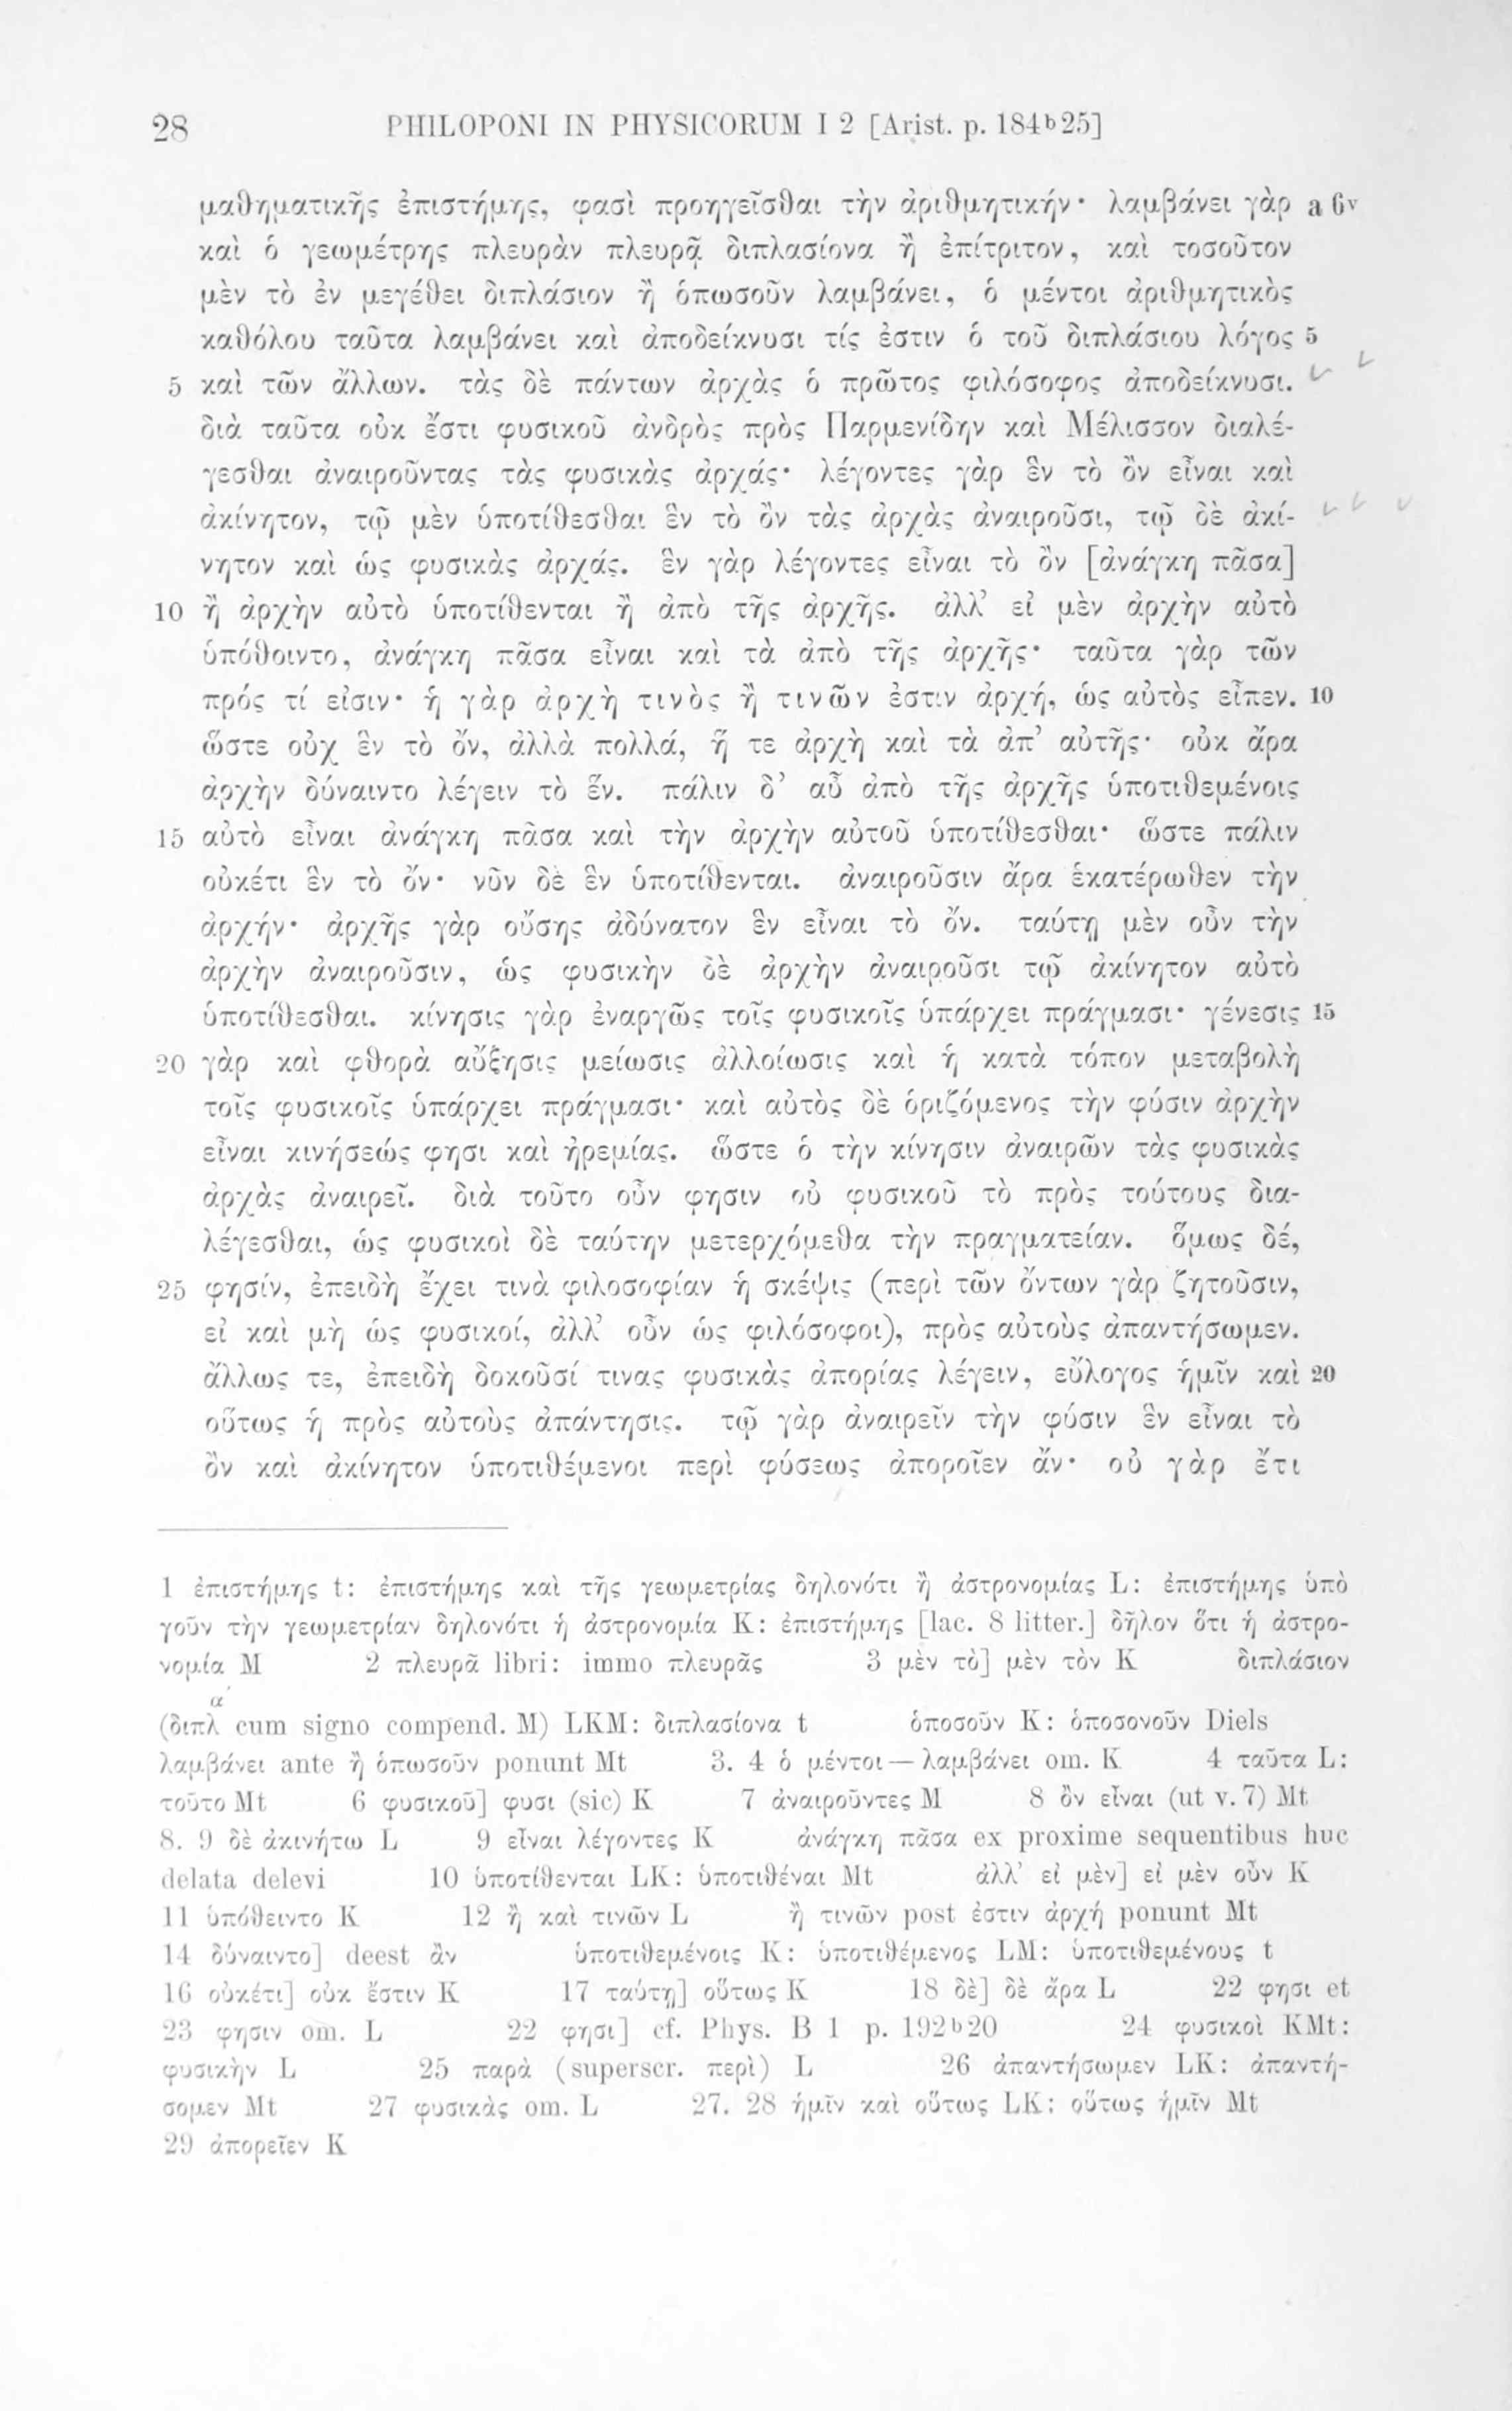 28 PHILOPONI IN PHYSICORUM I 2 [Arist. p. 184ᵇ25]
μαθηματικῆς ἐπιστήμης, φασὶ προηγεῖσθαι τὴν ἀριθμητικήν· λαμβάνει γὰρ a 6ᵛ
καὶ ὁ γεωμέτρης πλευρὰν πλευρᾷ διπλασίονα ἢ ἐπίτριτον, καὶ τοσοῦτον
μὲν τὸ ἐν μεγέθει διπλάσιον ἢ ὁπωσοῦν λαμβάνει, ὁ μέντοι ἀριθμητικὸς
καθόλου ταῦτα λαμβάνει καὶ ἀποδείκνυσι τίς ἐστιν ὁ τοῦ διπλάσιου λόγος 5
5 καὶ τῶν ἄλλων. τὰς δὲ πάντων ἀρχὰς ὁ πρῶτος φιλόσοφος ἀποδείκνυσι.
διὰ ταῦτα οὐκ ἔστι φυσικοῦ ἀνδρὸς πρὸς Παρμενίδην καὶ Μέλισσον διαλέ-
γεσθαι ἀναιροῦντας τὰς φυσικὰς ἀρχάς· λέγοντες γὰρ ἓν τὸ ὂν εἶναι καὶ
ἀκίνητον, τῷ μὲν ὑποτίθεσθαι ἓν τὸ ὂν τὰς ἀρχὰς ἀναιροῦσι, τῷ δὲ ἀκί-
νητον καὶ ὡς φυσικὰς ἀρχάς. ἓν γὰρ λέγοντες εἶναι τὸ ὂν [ἀνάγκη πᾶσα]
10 ἢ ἀρχὴν αὐτὸ ὑποτίθενται ἢ ἀπὸ τῆς ἀρχῆς. ἀλλ’ εἰ μὲν ἀρχὴν αὐτὸ
ὑπόθοιντο, ἀνάγκη πᾶσα εἶναι καὶ τὰ ἀπὸ τῆς ἀρχῆς· ταῦτα γὰρ τῶν
πρός τί εἰσιν· ἡ γὰρ ἀρχὴ τινὸς ἢ τινῶν ἐστιν ἀρχή, ὡς αὐτὸς εἶπεν. 10
ὥστε οὐχ ἓν τὸ ὄν, ἀλλὰ πολλά, ἥ τε ἀρχὴ καὶ τὰ ἀπ’ αὐτῆς· οὐκ ἄρα
ἀρχὴν δύναιντο λέγειν τὸ ἕν. πάλιν δ’ αὖ ἀπὸ τῆς ἀρχῆς ὑποτιθεμένοις
15 αὐτὸ εἶναι ἀνάγκη πᾶσα καὶ τὴν ἀρχὴν αὐτοῦ ὑποτίθεσθαι· ὥστε πάλιν
οὐκέτι ἓν τὸ ὄν· νῦν δὲ ἓν ὑποτίθενται. ἀναιροῦσιν ἄρα ἑκατέρωθεν τὴν
ἀρχήν· ἀρχῆς γὰρ οὔσης ἀδύνατον ἓν εἶναι τὸ ὄν. ταύτῃ μὲν οὖν τὴν
ἀρχὴν ἀναιροῦσιν, ὡς φυσικὴν δὲ ἀρχὴν ἀναιροῦσι τῷ ἀκίνητον αὐτὸ
ὑποτίθεσθαι. κίνησις γὰρ ἐναργῶς τοῖς φυσικοῖς ὑπάρχει πράγμασι· γένεσις 15
20 γὰρ καὶ φθορὰ αὔξησις μείωσις ἀλλοίωσις καὶ ἡ κατὰ τόπον μεταβολὴ
τοῖς φυσικοῖς ὑπάρχει πράγμασι· καὶ αὐτὸς δὲ ὁριζόμενος τὴν φύσιν ἀρχὴν
εἶναι κινήσεώς φησι καὶ ἠρεμίας. ὥστε ὁ τὴν κίνησιν ἀναιρῶν τὰς φυσικὰς
ἀρχὰς ἀναιρεῖ. διὰ τοῦτο οὖν φησιν οὐ φυσικοῦ τὸ πρὸς τούτους δια-
λέγεσθαι, ὡς φυσικοὶ δὲ ταύτην μετερχόμεθα τὴν πραγματείαν. ὅμως δέ,
25 φησίν, ἐπειδὴ ἔχει τινὰ φιλοσοφίαν ἡ σκέψις (περὶ τῶν ὄντων γὰρ ζητοῦσιν,
εἰ καὶ μὴ ὡς φυσικοί, ἀλλ’ οὖν ὡς φιλόσοφοι), πρὸς αὐτοὺς ἀπαντήσωμεν.
ἄλλως τε, ἐπειδὴ δοκοῦσί τινας φυσικὰς ἀπορίας λέγειν, εὔλογος ἡμῖν καὶ 20
οὕτως ἡ πρὸς αὐτοὺς ἀπάντησις. τῷ γὰρ ἀναιρεῖν τὴν φύσιν ἓν εἶναι τὸ
ὂν καὶ ἀκίνητον ὑποτιθέμενοι περὶ φύσεως ἀποροῖεν ἄν· οὐ γὰρ ἔτι
1 ἐπιστήμης t: ἐπιστήμης καὶ τῆς γεωμετρίας δηλονότι ἢ ἀστρονομίας L: ἐπιστήμης ὑπὸ
γοῦν τὴν γεωμετρίαν δηλονότι ἡ ἀστρονομία K: ἐπιστήμης [lac. 8 litter.] δῆλον ὅτι ἡ ἀστρο-
νομία M 2 πλευρᾶ libri: immo πλευρᾶς 3 μὲν τὸ] μὲν τὸν K διπλάσιον
(διπλᵅ cum signo compend. M) LKM: διπλασίονα t ὁποσοῦν K: ὁποσονοῦν Diels
λαμβάνει ante ἢ ὁπωσοῦν ponunt Mt 3. 4 ὁ μέντοι — λαμβάνει om. K 4 ταῦτα L:
τοῦτο Mt 6 φυσικοῦ] φυσι (sic) K 7 ἀναιροῦντες M 8 ὂν εἶναι (ut v. 7) Mt
8. 9 δὲ ἀκινήτω L 9 εἶναι λέγοντες K ἀνάγκη πᾶσα ex proxime sequentibus huc
delata delevi 10 ὑποτίθενται LK: ὑποτιθέναι Mt ἀλλ’ εἰ μὲν] εἰ μὲν οὖν K
11 ὑπόθειντο K 12 ἢ καὶ τινῶν L ἢ τινῶν post ἐστιν ἀρχή ponunt Mt
14 δύναιντο] deest ἂν ὑποτιθεμένοις K: ὑποτιθέμενος LM: ὑποτιθεμένους t
16 οὐκέτι] οὐκ ἔστιν K 17 ταύτῃ] οὕτως K 18 δὲ] δὲ ἄρα L 22 φησι et
23 φησιν om. L 22 φησι] cf. Phys. B 1 p. 192ᵇ20 24 φυσικοὶ KMt:
φυσικὴν L 25 παρὰ (superscr. περὶ) L 26 ἀπαντήσωμεν LK: ἀπαντή-
σομεν Mt 27 φυσικὰς om. L 27. 28 ἡμῖν καὶ οὕτως LK: οὕτως ἡμῖν Mt
29 ἀπορεῖεν K